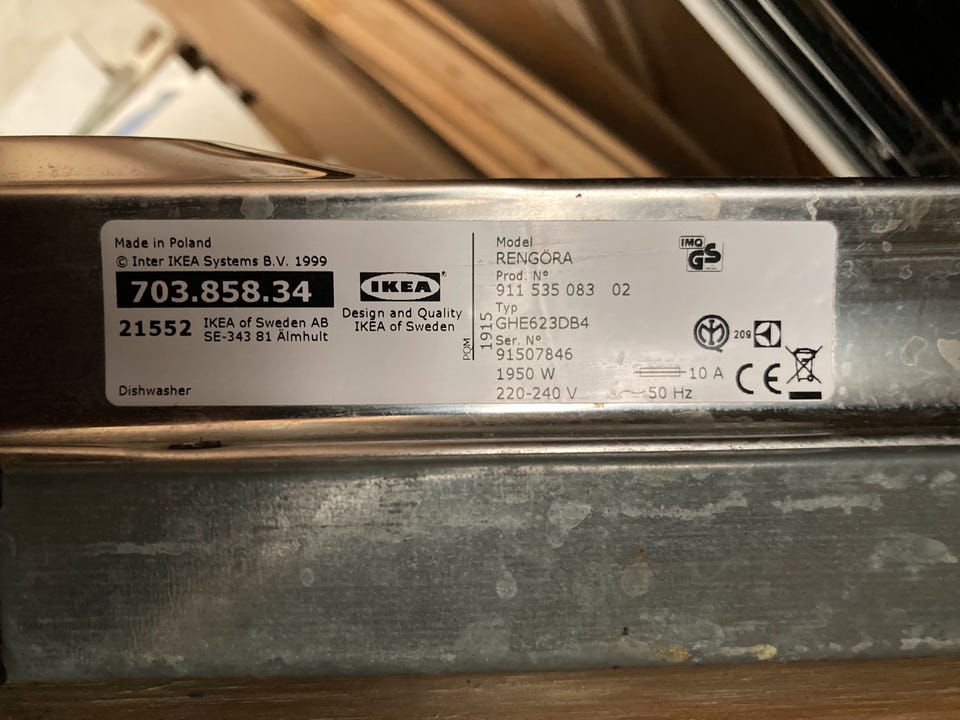 Made in Poland
© Inter IKEA Systems B.V. 1999
703.858.34
21552
IKEA of Sweden AB
SE-343 81 Älmhult
Dishwasher
IKEA
Design and Quality
IKEA of Sweden
PQM
1915
Model
RENGÖRA
Prod. N°
911 535 083 02
Typ
GHE623DB4
Ser. N°
91507846
1950 W
10 A
220-240 V
50 Hz
IMQ
GS
209
CE